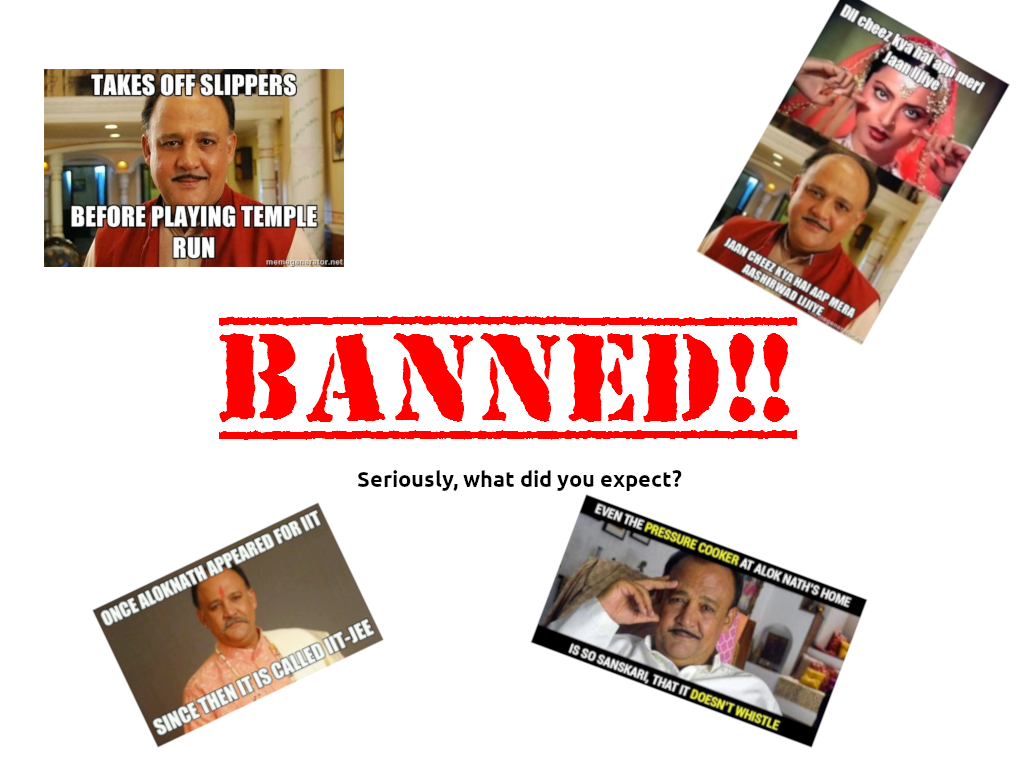 TAKES OFF SLIPPERS
BEFORE PLAYING TEMPLE
RUN
memegenerator.net
Dil cheez kya hai app meri
Jaan lijiye
JAAN CHEEZ KYA HAI AAP MERA
AASHIRWAD LIJIYE
BANNED!!
Seriously, what did you expect?
ONCE ALOKNATH APPEARED FOR IIT
SINCE THEN IT IS CALLED IIT-JEE
EVEN THE PRESSURE COOKER AT ALOK NATH'S HOME
IS SO SANSKARI, THAT IT DOESN'T WHISTLE